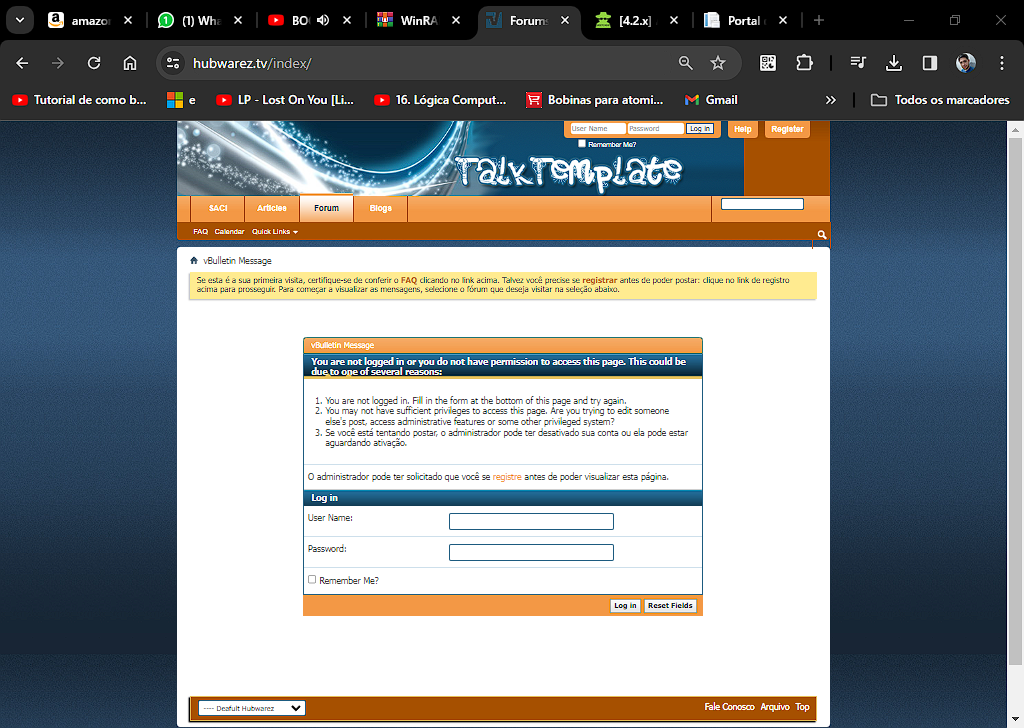 amazon
(1) Wha
BO
WinRA
Forums
[4.2.x]
Portal
hubwarez.tv/index/
Tutorial de como b...
e
LP - Lost On You [Li...
16. Lógica Comput...
Bobinas para atomi...
Gmail
Todos os marcadores
User Name
Password
Log in
Help
Register
Remember Me?
TalkTemplate
SACI
Articles
Forum
Blogs
FAQ
Calendar
Quick Links
vBulletin Message
Se esta é a sua primeira visita, certifique-se de conferir o FAQ clicando no link acima. Talvez você precise se registrar antes de poder postar: clique no link de registro
acima para prosseguir. Para começar a visualizar as mensagens, selecione o fórum que deseja visitar na seleção abaixo.
vBulletin Message
You are not logged in or you do not have permission to access this page. This could be
due to one of several reasons:
1. You are not logged in. Fill in the form at the bottom of this page and try again.
2. You may not have sufficient privileges to access this page. Are you trying to edit someone
else's post, access administrative features or some other privileged system?
3. Se você está tentando postar, o administrador pode ter desativado sua conta ou ela pode estar
aguardando ativação.
O administrador pode ter solicitado que você se registre antes de poder visualizar esta página.
Log in
User Name:
Password:
Remember Me?
Log in
Reset Fields
---- Deafult Hubwarez
Fale Conosco
Arquivo
Top